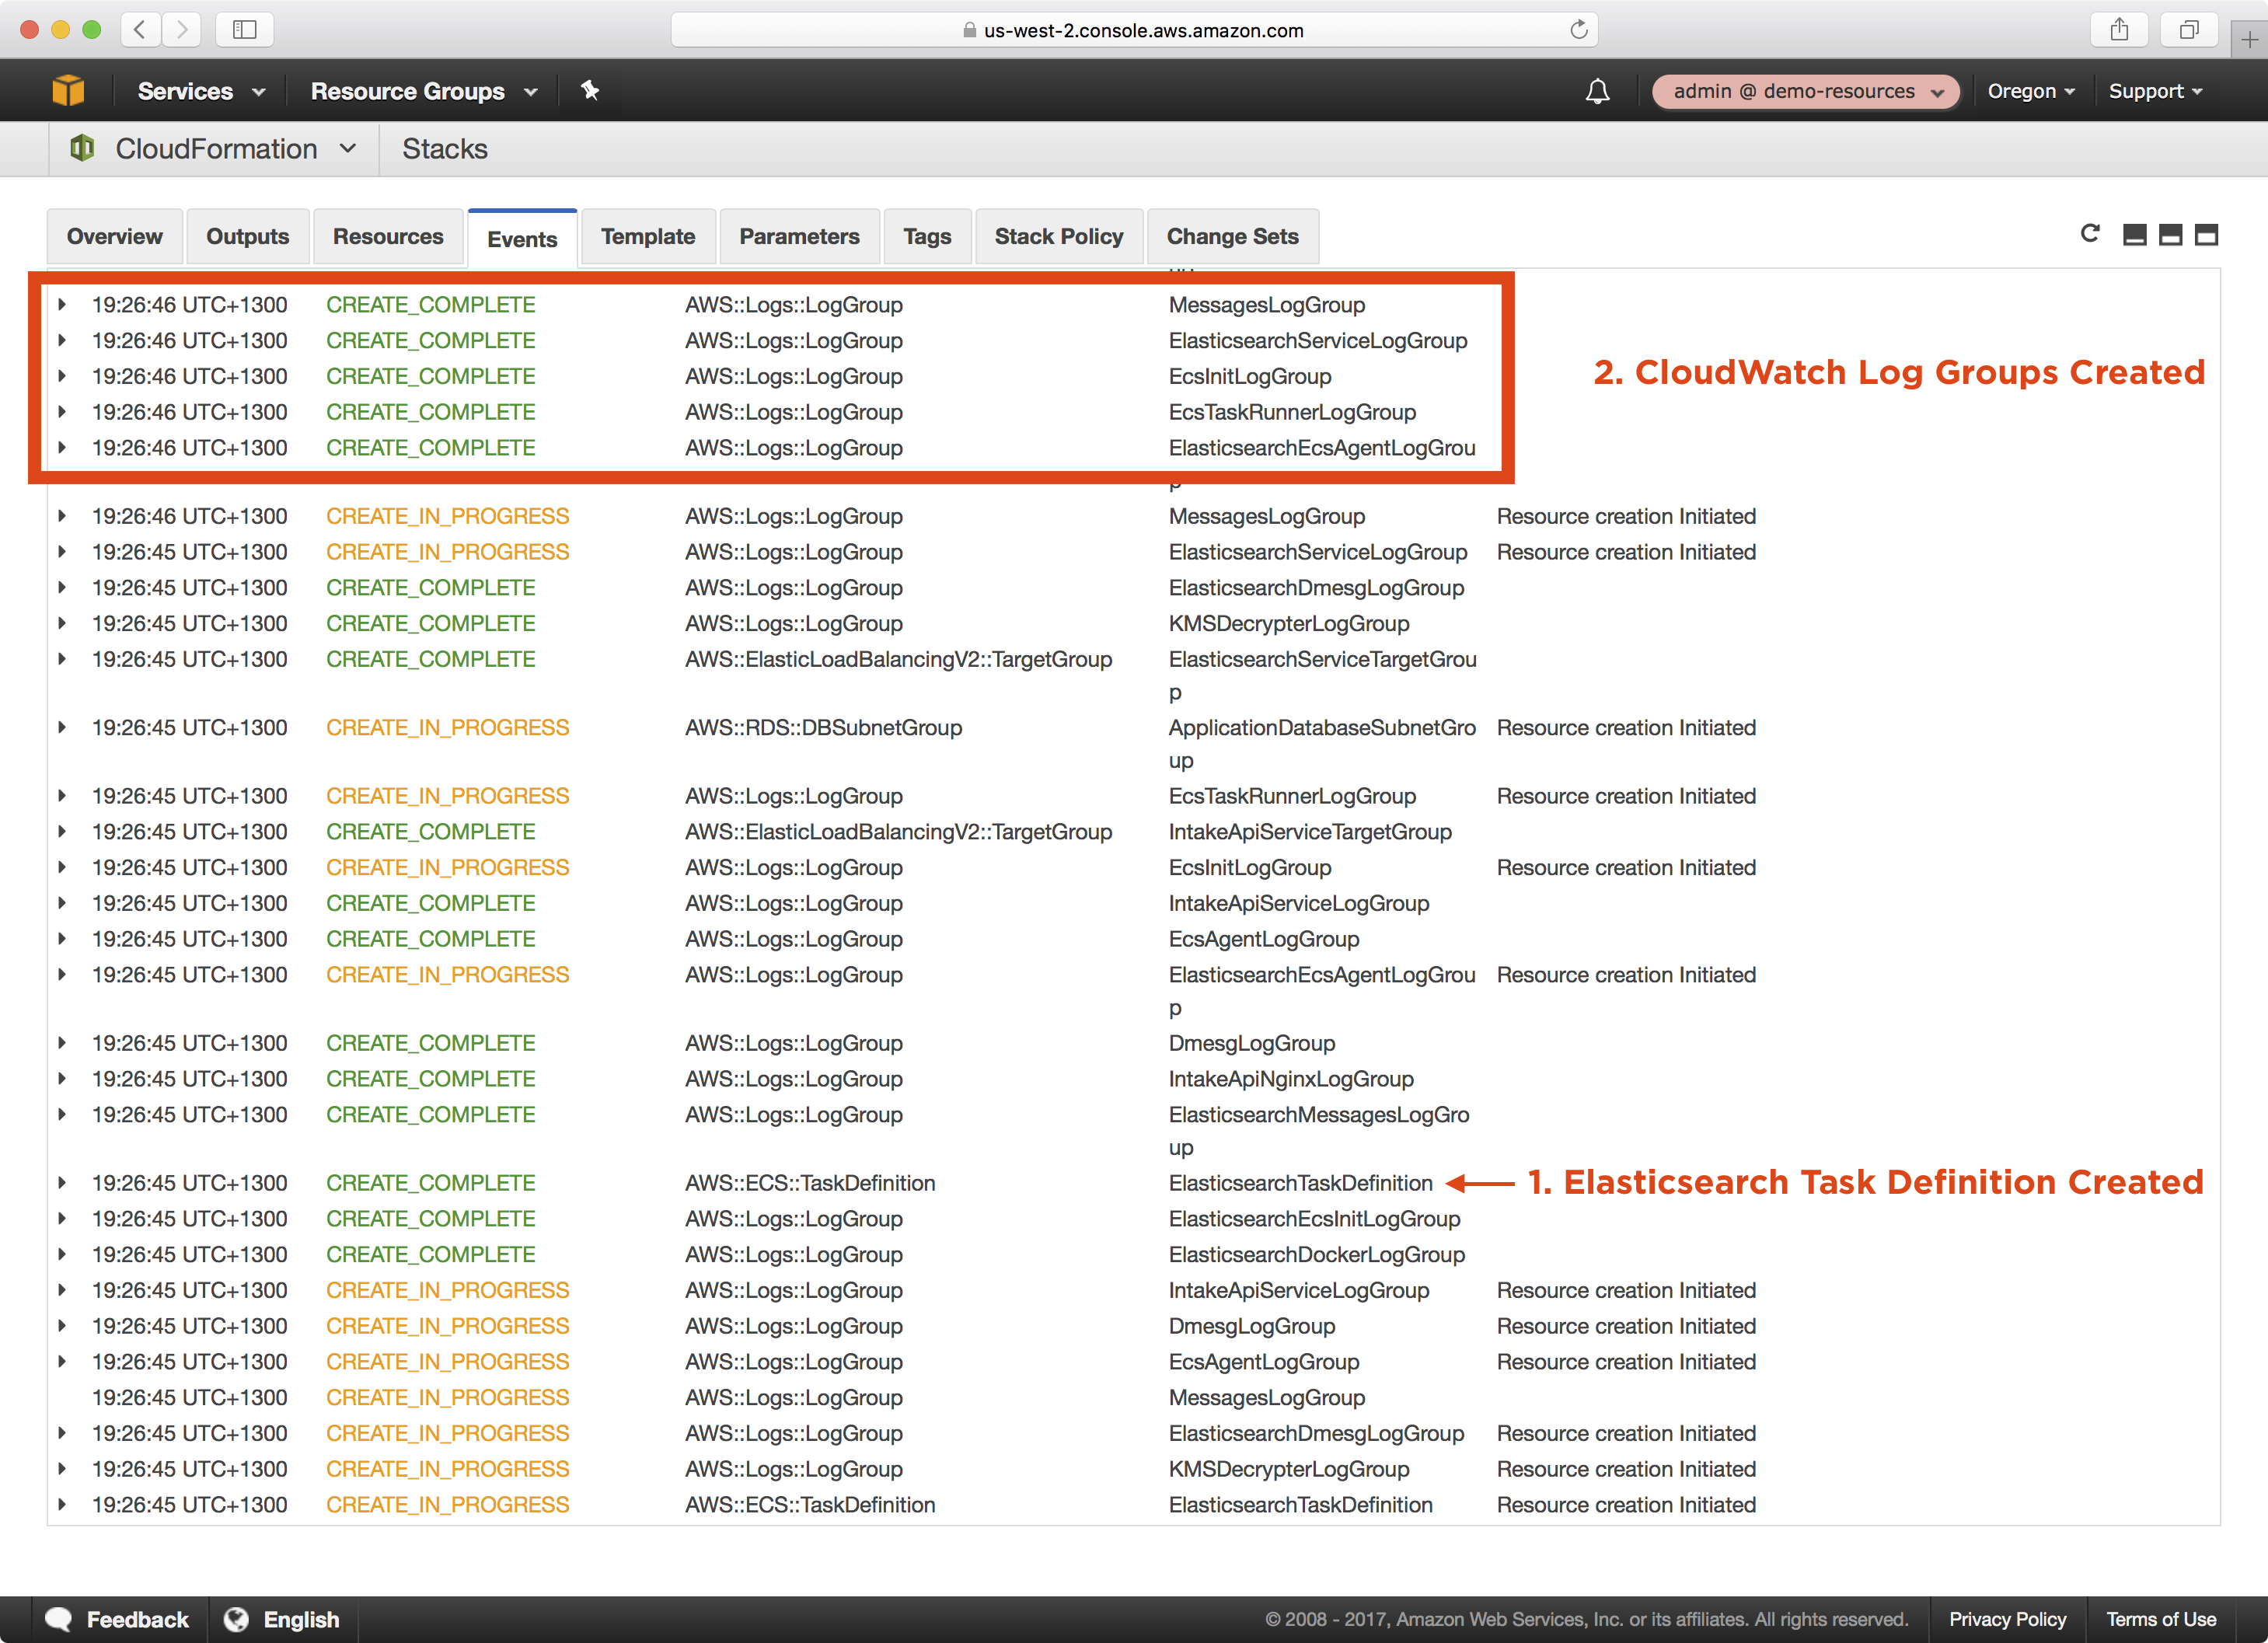 us-west-2.console.aws.amazon.com
Services Resource Groups admin @ demo-resources Oregon Support
CloudFormation Stacks
Overview Outputs Resources Events Template Parameters Tags Stack Policy Change Sets
19:26:46 UTC+1300 CREATE_COMPLETE AWS::Logs::LogGroup MessagesLogGroup
19:26:46 UTC+1300 CREATE_COMPLETE AWS::Logs::LogGroup ElasticsearchServiceLogGroup
2. CloudWatch Log Groups Created
19:26:46 UTC+1300 CREATE_COMPLETE AWS::Logs::LogGroup EcsInitLogGroup
19:26:46 UTC+1300 CREATE_COMPLETE AWS::Logs::LogGroup EcsTaskRunnerLogGroup
19:26:46 UTC+1300 CREATE_COMPLETE AWS::Logs::LogGroup ElasticsearchEcsAgentLogGrou
p
19:26:46 UTC+1300 CREATE_IN_PROGRESS AWS::Logs::LogGroup MessagesLogGroup Resource creation Initiated
19:26:45 UTC+1300 CREATE_IN_PROGRESS AWS::Logs::LogGroup ElasticsearchServiceLogGroup Resource creation Initiated
19:26:45 UTC+1300 CREATE_COMPLETE AWS::Logs::LogGroup ElasticsearchDmesgLogGroup
19:26:45 UTC+1300 CREATE_COMPLETE AWS::Logs::LogGroup KMSDecrypterLogGroup
19:26:45 UTC+1300 CREATE_COMPLETE AWS::ElasticLoadBalancingV2::TargetGroup ElasticsearchServiceTargetGrou
p
19:26:45 UTC+1300 CREATE_IN_PROGRESS AWS::RDS::DBSubnetGroup ApplicationDatabaseSubnetGro Resource creation Initiated
up
19:26:45 UTC+1300 CREATE_IN_PROGRESS AWS::Logs::LogGroup EcsTaskRunnerLogGroup Resource creation Initiated
19:26:45 UTC+1300 CREATE_COMPLETE AWS::ElasticLoadBalancingV2::TargetGroup IntakeApiServiceTargetGroup
19:26:45 UTC+1300 CREATE_IN_PROGRESS AWS::Logs::LogGroup EcsInitLogGroup Resource creation Initiated
19:26:45 UTC+1300 CREATE_COMPLETE AWS::Logs::LogGroup IntakeApiServiceLogGroup
19:26:45 UTC+1300 CREATE_COMPLETE AWS::Logs::LogGroup EcsAgentLogGroup
19:26:45 UTC+1300 CREATE_IN_PROGRESS AWS::Logs::LogGroup ElasticsearchEcsAgentLogGrou Resource creation Initiated
p
19:26:45 UTC+1300 CREATE_COMPLETE AWS::Logs::LogGroup DmesgLogGroup
19:26:45 UTC+1300 CREATE_COMPLETE AWS::Logs::LogGroup IntakeApiNginxLogGroup
19:26:45 UTC+1300 CREATE_COMPLETE AWS::Logs::LogGroup ElasticsearchMessagesLogGro
up
19:26:45 UTC+1300 CREATE_COMPLETE AWS::ECS::TaskDefinition ElasticsearchTaskDefinition 1. Elasticsearch Task Definition Created
19:26:45 UTC+1300 CREATE_COMPLETE AWS::Logs::LogGroup ElasticsearchEcsInitLogGroup
19:26:45 UTC+1300 CREATE_COMPLETE AWS::Logs::LogGroup ElasticsearchDockerLogGroup
19:26:45 UTC+1300 CREATE_IN_PROGRESS AWS::Logs::LogGroup IntakeApiServiceLogGroup Resource creation Initiated
19:26:45 UTC+1300 CREATE_IN_PROGRESS AWS::Logs::LogGroup DmesgLogGroup Resource creation Initiated
19:26:45 UTC+1300 CREATE_IN_PROGRESS AWS::Logs::LogGroup EcsAgentLogGroup Resource creation Initiated
19:26:45 UTC+1300 CREATE_IN_PROGRESS AWS::Logs::LogGroup MessagesLogGroup
19:26:45 UTC+1300 CREATE_IN_PROGRESS AWS::Logs::LogGroup ElasticsearchDmesgLogGroup Resource creation Initiated
19:26:45 UTC+1300 CREATE_IN_PROGRESS AWS::Logs::LogGroup KMSDecrypterLogGroup Resource creation Initiated
19:26:45 UTC+1300 CREATE_IN_PROGRESS AWS::ECS::TaskDefinition ElasticsearchTaskDefinition Resource creation Initiated
Feedback English © 2008 - 2017, Amazon Web Services, Inc. or its affiliates. All rights reserved. Privacy Policy Terms of Use